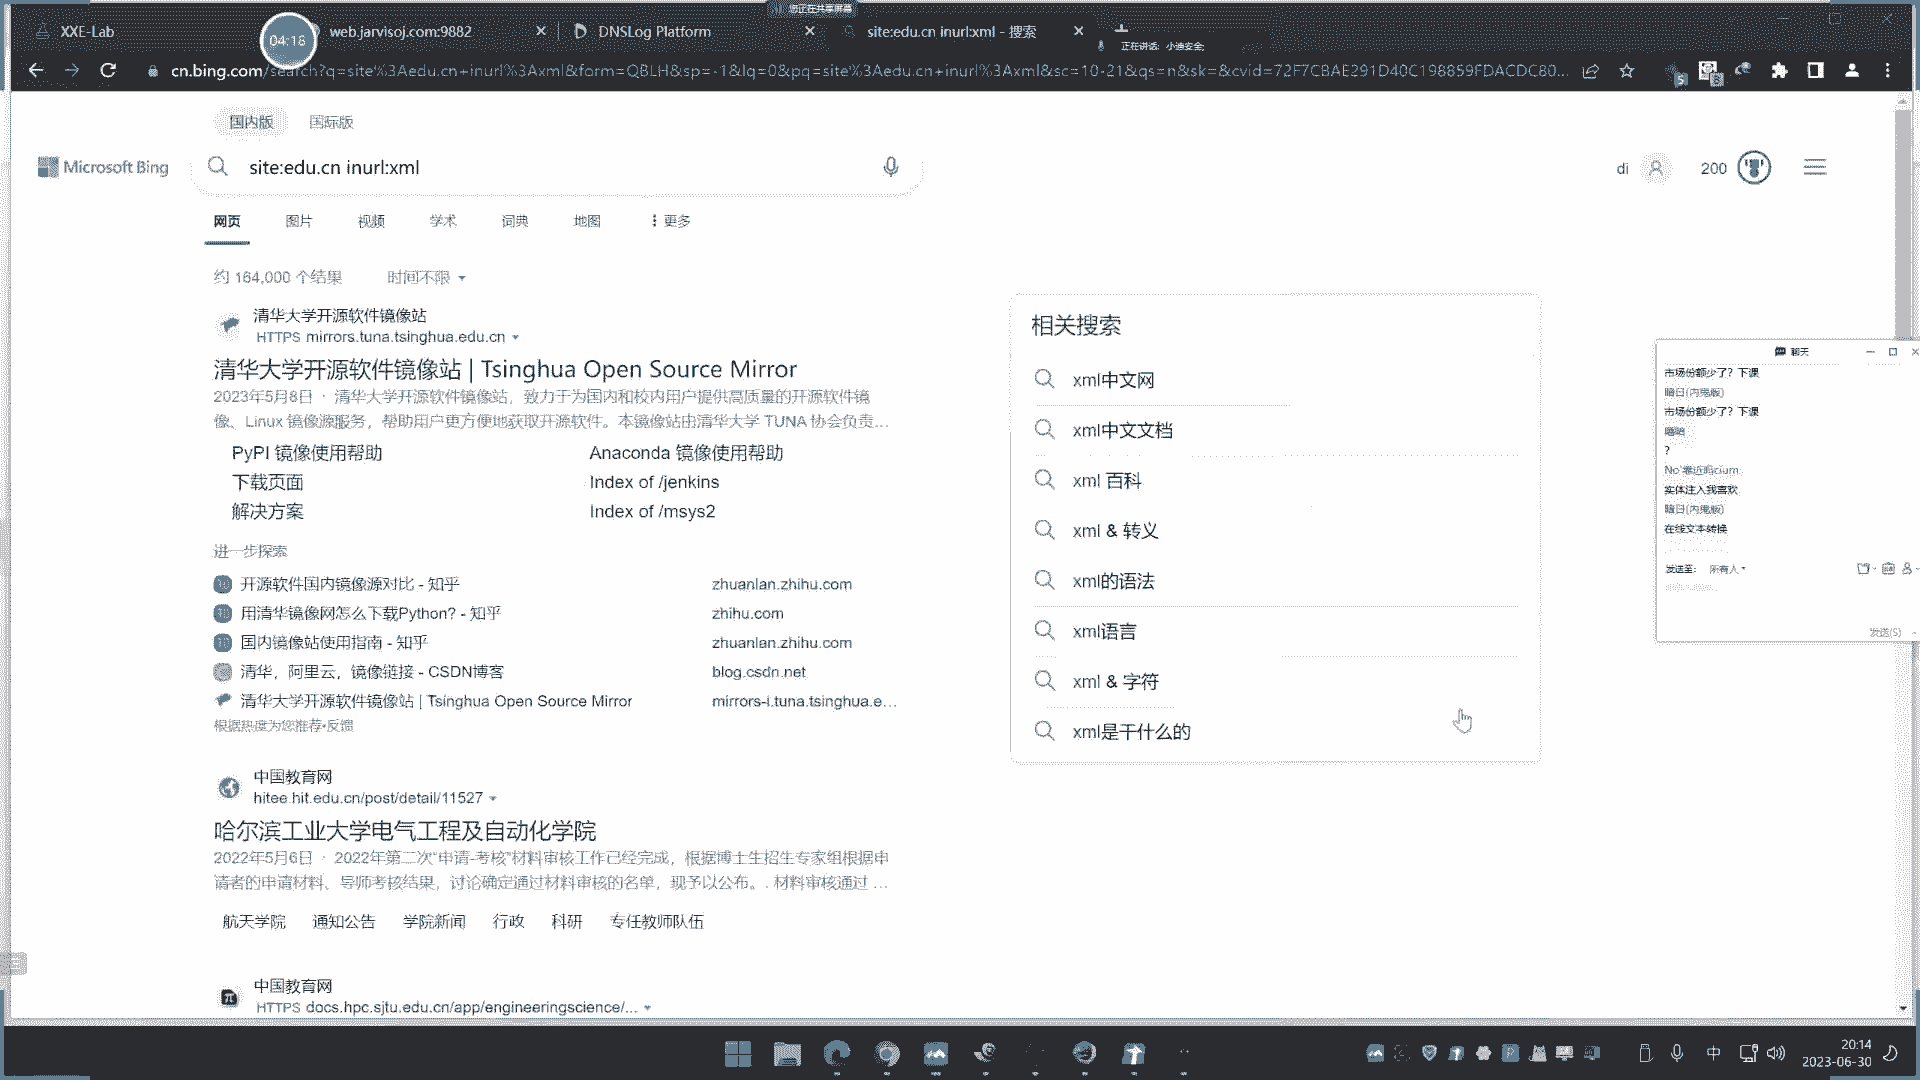 您正在共享屏幕
XXE-Lab
04:18
web.jarvisoj.com:9882
DNSLog Platform
site:edu.cn inurl:xml - 搜索
正在讲话: 小迪安全;
cn.bing.com/search?q=site%3Aedu.cn+inurl%3Axml&form=QBLH&sp=-1&lq=0&pq=site%3Aedu.cn+inurl%3Axml&sc=10-21&qs=n&sk=&cvid=72F7CBAE291D40C198859FDACDC80...
国内版 国际版
Microsoft Bing
site:edu.cn inurl:xml
di
200
网页 图片 视频 学术 词典 地图 更多
约 164,000 个结果 时间不限
清华大学开源软件镜像站
HTTPS mirrors.tuna.tsinghua.edu.cn
清华大学开源软件镜像站 | Tsinghua Open Source Mirror
2023年5月8日 · 清华大学开源软件镜像站，致力于为国内和校内用户提供高质量的开源软件镜
像、Linux 镜像源服务，帮助用户更方便地获取开源软件。本镜像站由清华大学 TUNA 协会负责...
PyPI 镜像使用帮助 Anaconda 镜像使用帮助
下载页面 Index of /jenkins
解决方案 Index of /msys2
进一步探索
开源软件国内镜像源对比 - 知乎 zhuanlan.zhihu.com
用清华镜像网怎么下载Python? - 知乎 zhihu.com
国内镜像站使用指南 - 知乎 zhuanlan.zhihu.com
清华，阿里云，镜像链接 - CSDN博客 blog.csdn.net
清华大学开源软件镜像站 | Tsinghua Open Source Mirror mirrors-i.tuna.tsinghua.e...
根据热度为您推荐•反馈
中国教育网
hitee.hit.edu.cn/post/detail/11527
哈尔滨工业大学电气工程及自动化学院
2022年5月6日 · 2022年第二次“申请-考核”材料审核工作已经完成，根据博士生招生专家组根据申
请者的申请材料、导师考核结果，讨论确定通过材料审核的名单，现予以公布。. 材料审核通过 ...
航天学院 通知公告 学院新闻 行政 科研 专任教师队伍
中国教育网
HTTPS docs.hpc.sjtu.edu.cn/app/engineeringscience/...
相关搜索
xml中文网
xml中文文档
xml 百科
xml & 转义
xml的语法
xml语言
xml & 字符
xml是干什么的
聊天
市场份额少了？下课
暗日(内鬼版)
市场份额少了？下课
嘻哈
?
实体注入我喜欢
暗日(内鬼版)
在线文本转换
发送至: 所有人
发送(S)
中
20:14
2023-06-30